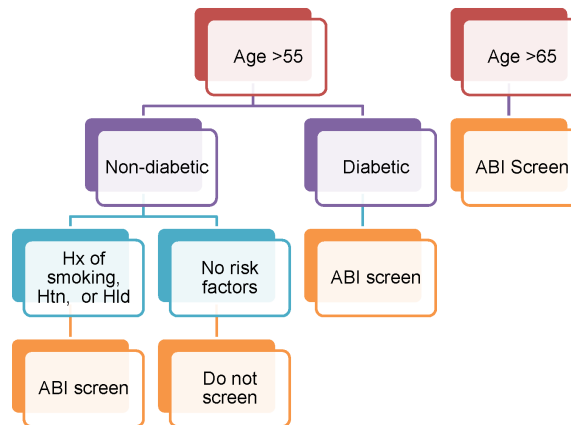 Age >55
Age >65
Non-diabetic
Diabetic
ABI Screen
Hx of
smoking,
Htn, or Hld
No risk
factors
ABI screen
ABI screen
Do not
screen